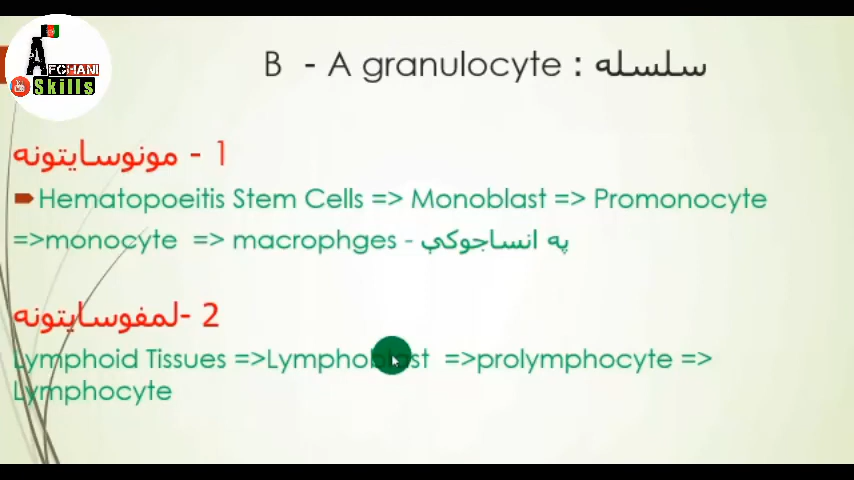 AFGHANI
Skills
B - A granulocyte : سلسله
1 - مونوسایتونه
Hematopoeitis Stem Cells => Monoblast => Promonocyte
=>monocyte => macrophges - په انساجوکې
2 -لمفوسایتونه
Lymphoid Tissues =>Lymphoblast =>prolymphocyte =>
Lymphocyte